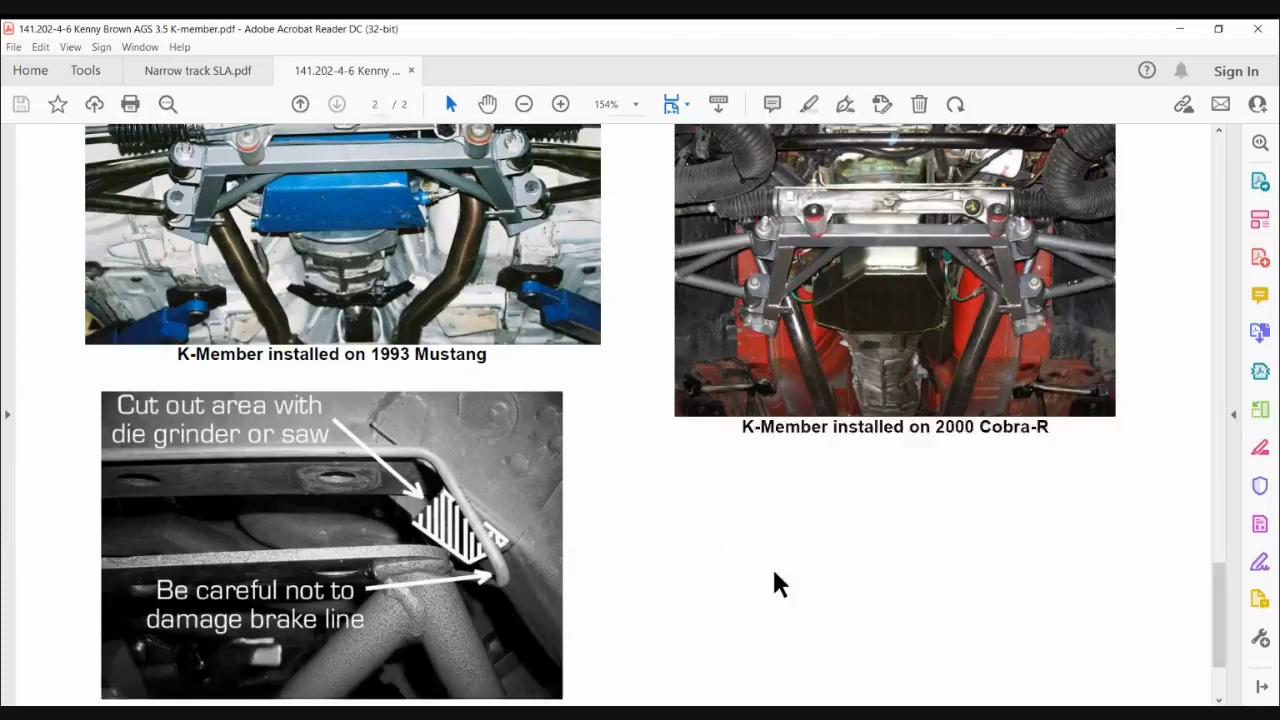 141.202-4-6 Kenny Brown AGS 3.5 K-member.pdf - Adobe Acrobat Reader DC (32-bit)
File Edit View Sign Window Help
Home Tools Narrow track SLA.pdf 141.202-4-6 Kenny ... Sign In
2 / 2 154%
K-Member installed on 1993 Mustang
K-Member installed on 2000 Cobra-R
Cut out area with
die grinder or saw
Be careful not to
damage brake line